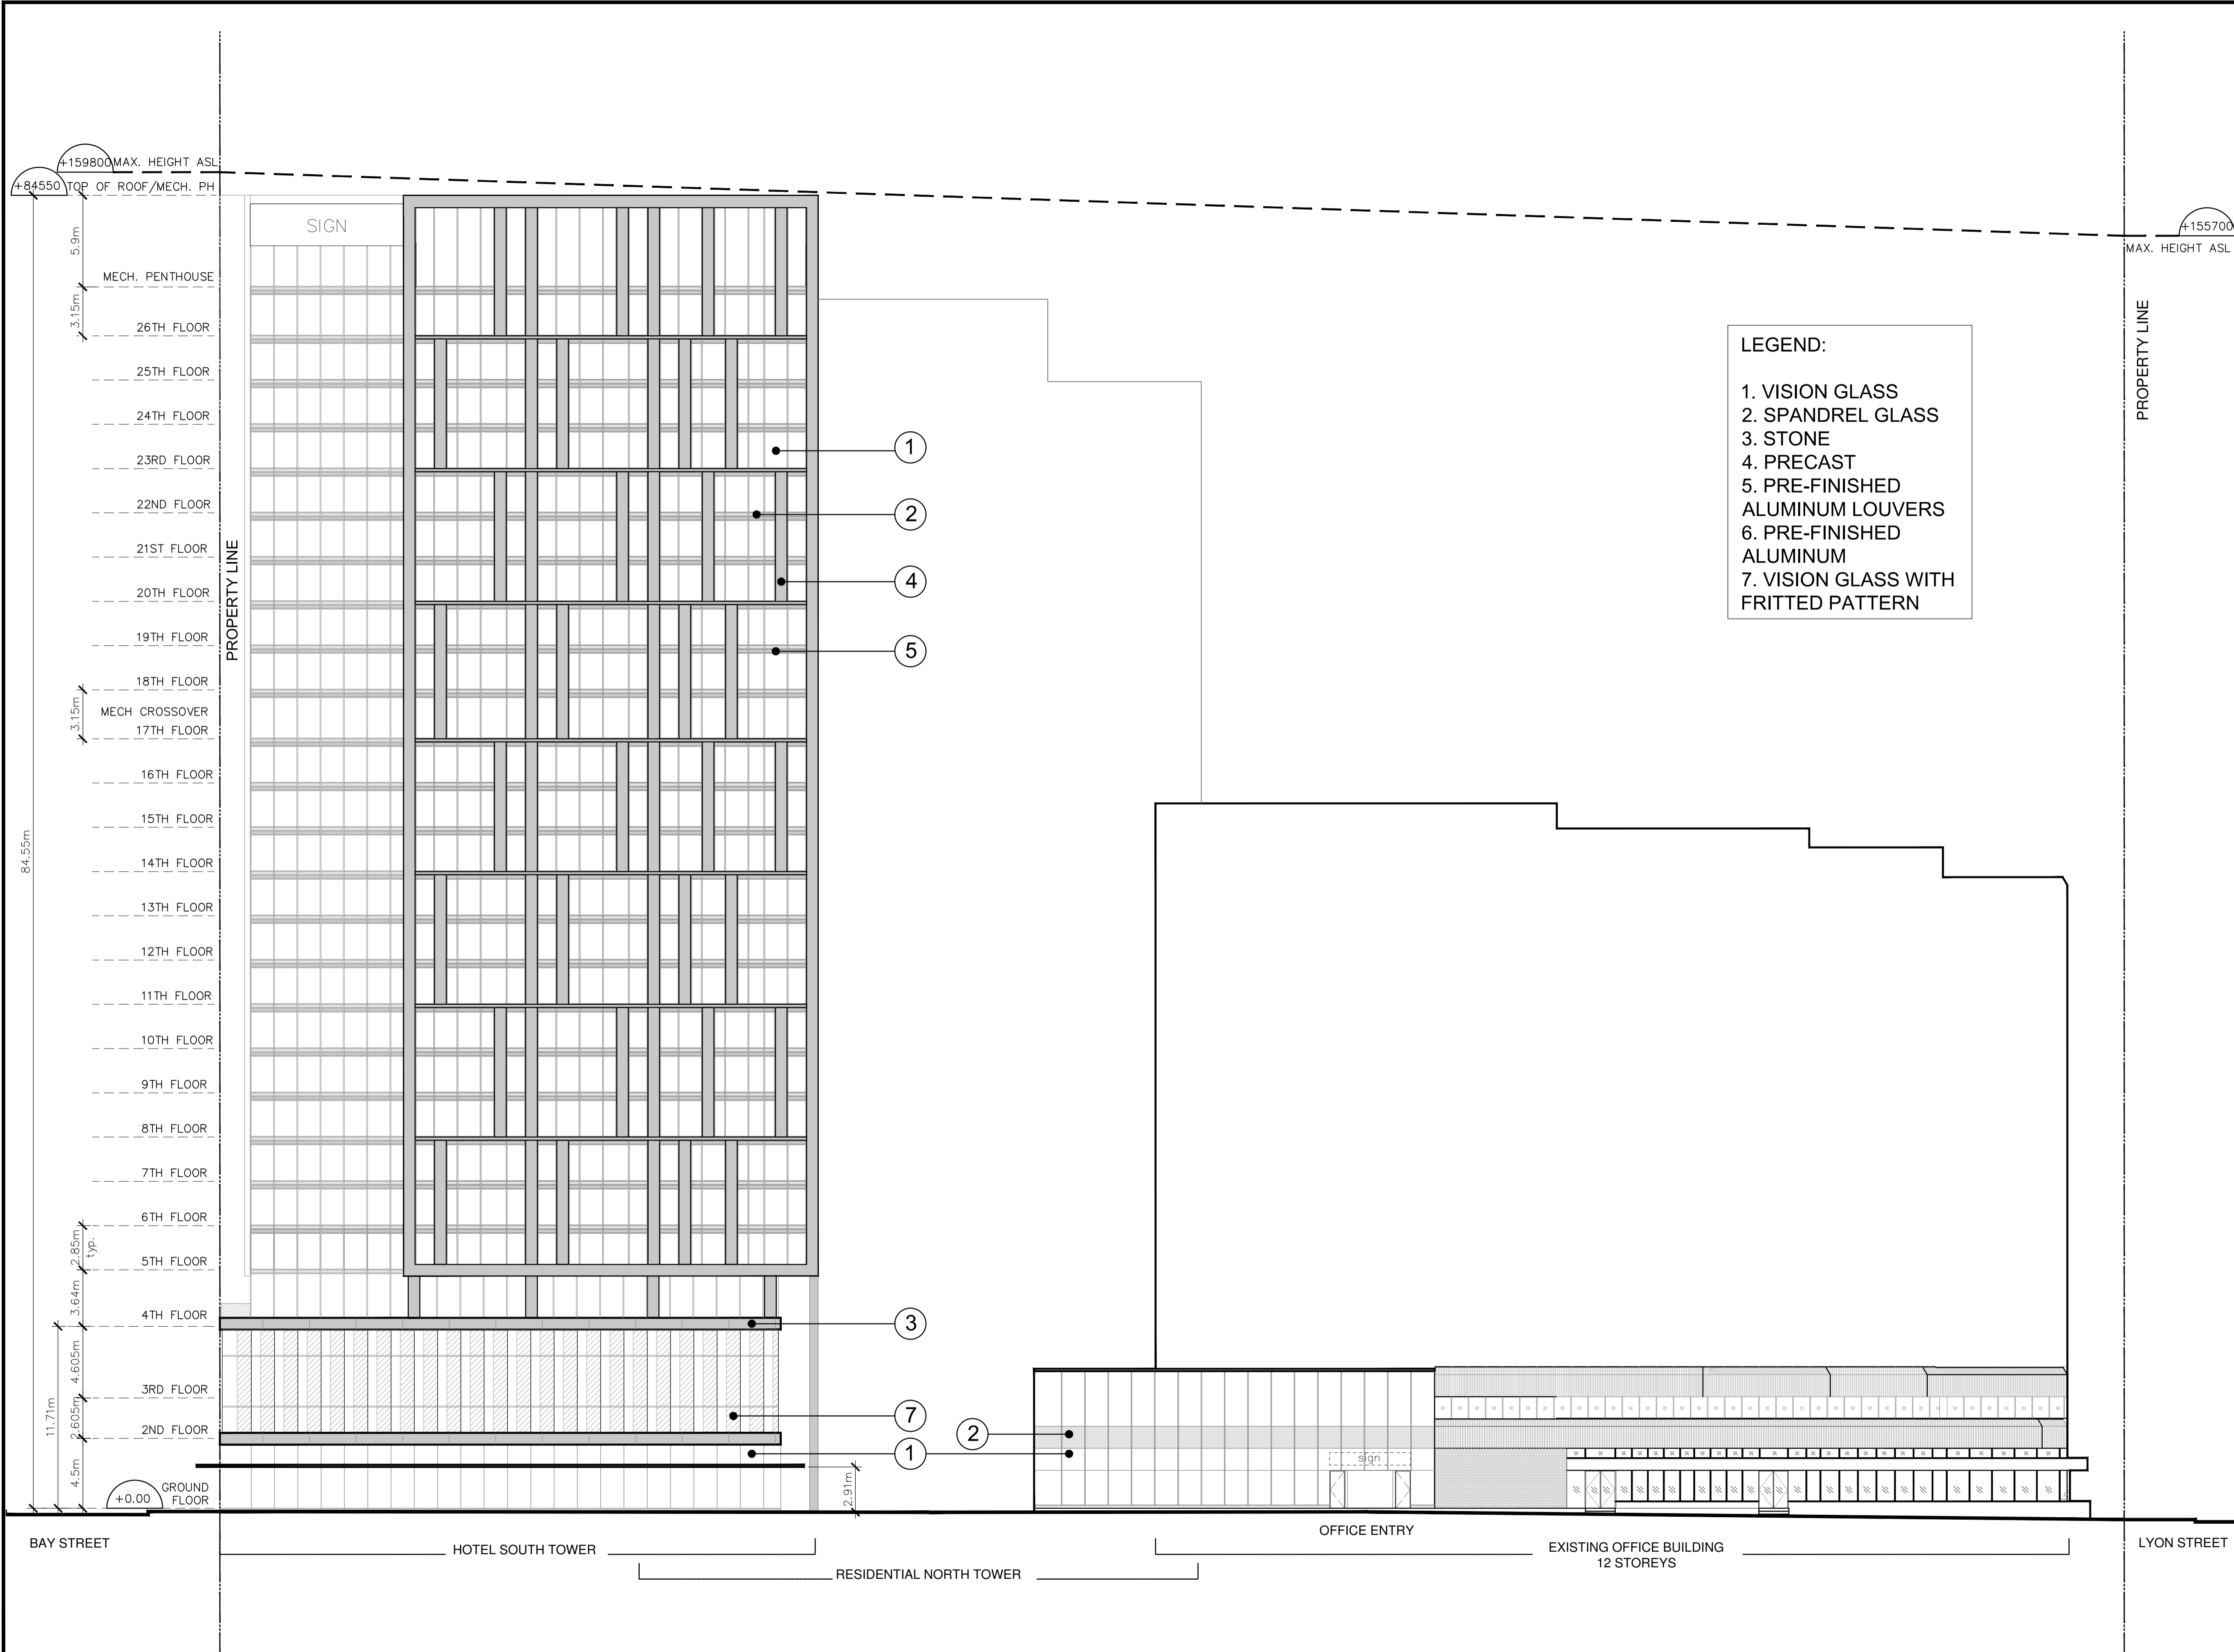 +159800 MAX. HEIGHT ASL
+84550 TOP OF ROOF/MECH. PH
SIGN
+155700
MAX. HEIGHT ASL
5.9m
MECH. PENTHOUSE
3.15m
26TH FLOOR
25TH FLOOR
24TH FLOOR
23RD FLOOR
22ND FLOOR
21ST FLOOR
20TH FLOOR
19TH FLOOR
18TH FLOOR
3.15m
MECH CROSSOVER
17TH FLOOR
16TH FLOOR
15TH FLOOR
14TH FLOOR
13TH FLOOR
12TH FLOOR
11TH FLOOR
10TH FLOOR
9TH FLOOR
8TH FLOOR
7TH FLOOR
6TH FLOOR
2.85m
typ.
5TH FLOOR
3.64m
4TH FLOOR
4.605m
3RD FLOOR
2.605m
2ND FLOOR
4.5m
GROUND
FLOOR
+0.00
11.71m
84.55m
PROPERTY LINE
1
2
4
5
3
7
1
2
2.91m
sign
LEGEND:
1. VISION GLASS
2. SPANDREL GLASS
3. STONE
4. PRECAST
5. PRE-FINISHED
ALUMINUM LOUVERS
6. PRE-FINISHED
ALUMINUM
7. VISION GLASS WITH
FRITTED PATTERN
PROPERTY LINE
BAY STREET
HOTEL SOUTH TOWER
RESIDENTIAL NORTH TOWER
OFFICE ENTRY
EXISTING OFFICE BUILDING
12 STOREYS
LYON STREET